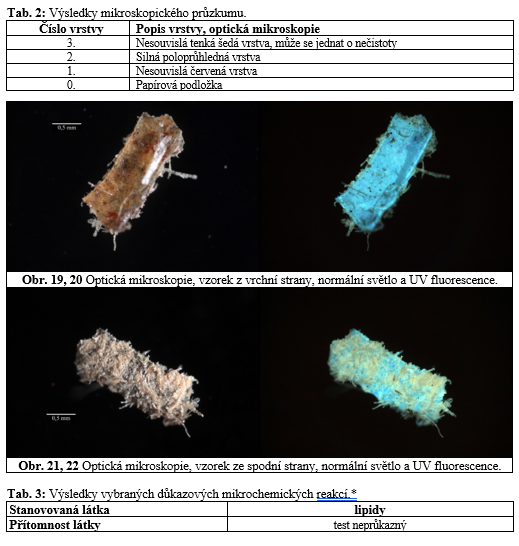 Tab. 2: Výsledky mikroskopického průzkumu.
Číslo vrstvy Popis vrstvy, optická mikroskopie
3. Nesouvislá tenká šedá vrstva, může se jednat o nečistoty
2. Silná poloprůhledná vrstva
1. Nesouvislá červená vrstva
0. Papírová podložka
0,5 mm
Obr. 19, 20 Optická mikroskopie, vzorek z vrchní strany, normální světlo a UV fluorescence.
0,5 mm
Obr. 21, 22 Optická mikroskopie, vzorek ze spodní strany, normální světlo a UV fluorescence.
Tab. 3: Výsledky vybraných důkazových mikrochemických reakcí.*
Stanovovaná látka lipidy
Přítomnost látky test neprůkazný